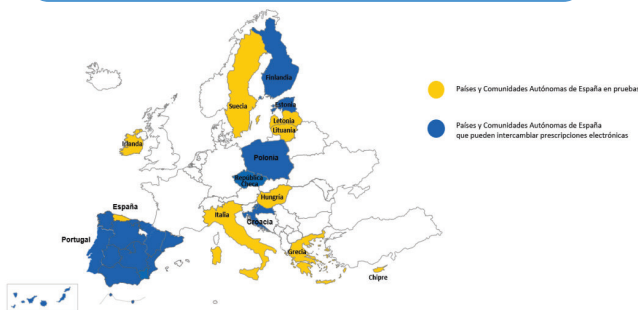 Finlandia
Países y Comunidades Autónomas de España en pruebas
Suecia
Estonia
Letonia
Lituania
Países y Comunidades Autónomas de España
que pueden intercambiar prescripciones electrónicas
Irlanda
Polonia
República
Checa
Hungría
España
Italia
Croacia
Portugal
Grecia
Chipre